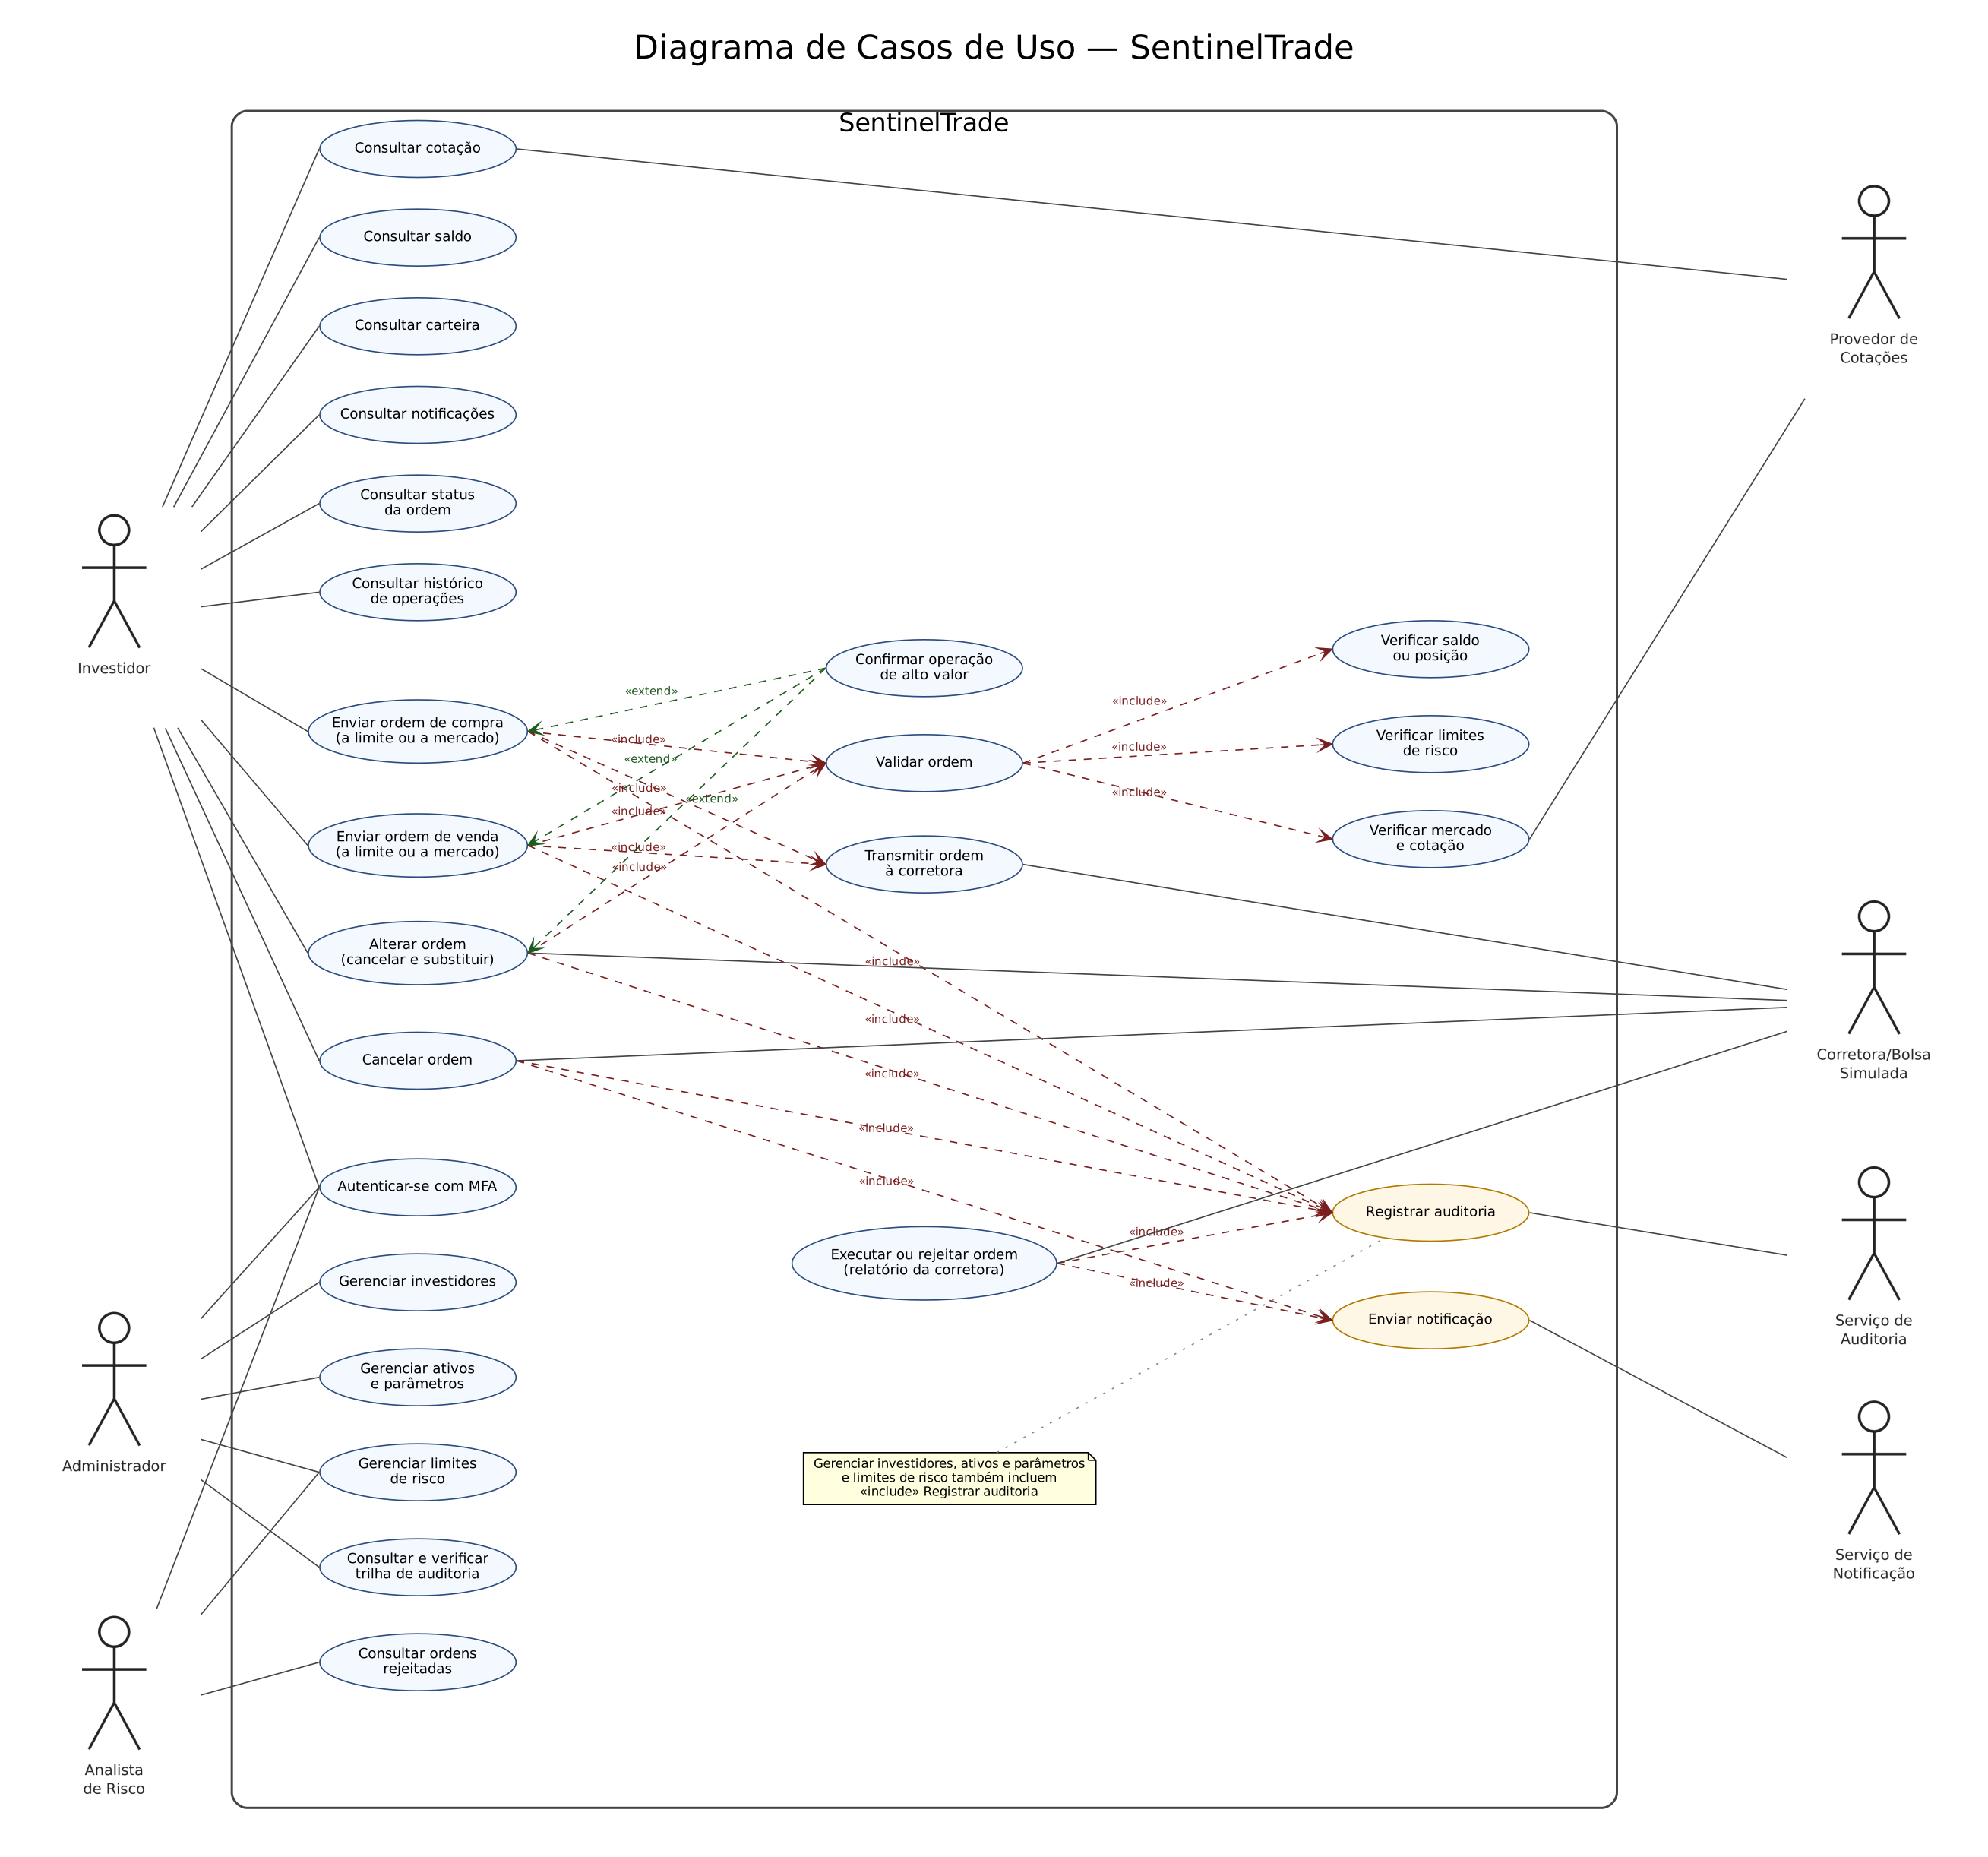 Diagrama de Casos de Uso — SentinelTrade
SentinelTrade
Consultar cotação
Consultar saldo
Consultar carteira
Consultar notificações
Consultar status
da ordem
Consultar histórico
de operações
Enviar ordem de compra
(a limite ou a mercado)
Enviar ordem de venda
(a limite ou a mercado)
Alterar ordem
(cancelar e substituir)
Cancelar ordem
Autenticar-se com MFA
Gerenciar investidores
Gerenciar ativos
e parâmetros
Gerenciar limites
de risco
Consultar e verificar
trilha de auditoria
Consultar ordens
rejeitadas
Investidor
Administrador
Analista
de Risco
Confirmar operação
de alto valor
Validar ordem
Transmitir ordem
à corretora
Executar ou rejeitar ordem
(relatório da corretora)
Verificar saldo
ou posição
Verificar limites
de risco
Verificar mercado
e cotação
Registrar auditoria
Enviar notificação
«extend»
«include»
«extend»
«include»
«extend»
«include»
«include»
«include»
«include»
«include»
«include»
«include»
«include»
«include»
«include»
«include»
«include»
«include»
Gerenciar investidores, ativos e parâmetros
e limites de risco também incluem
«include» Registrar auditoria
Provedor de
Cotações
Corretora/Bolsa
Simulada
Serviço de
Auditoria
Serviço de
Notificação